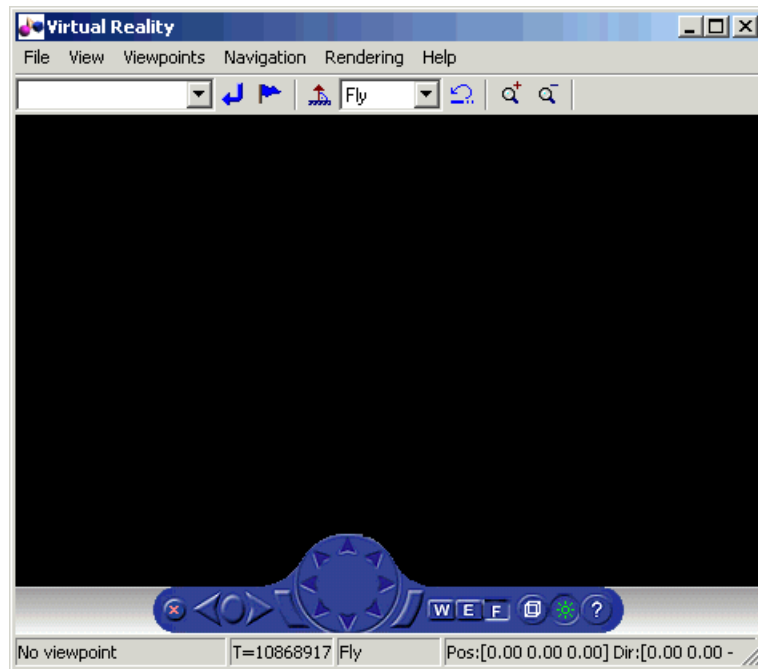 Virtual Reality
File View Viewpoints Navigation Rendering Help
Fly
W E F ?
No viewpoint T=10868917 Fly Pos:[0.00 0.00 0.00] Dir:[0.00 0.00 -